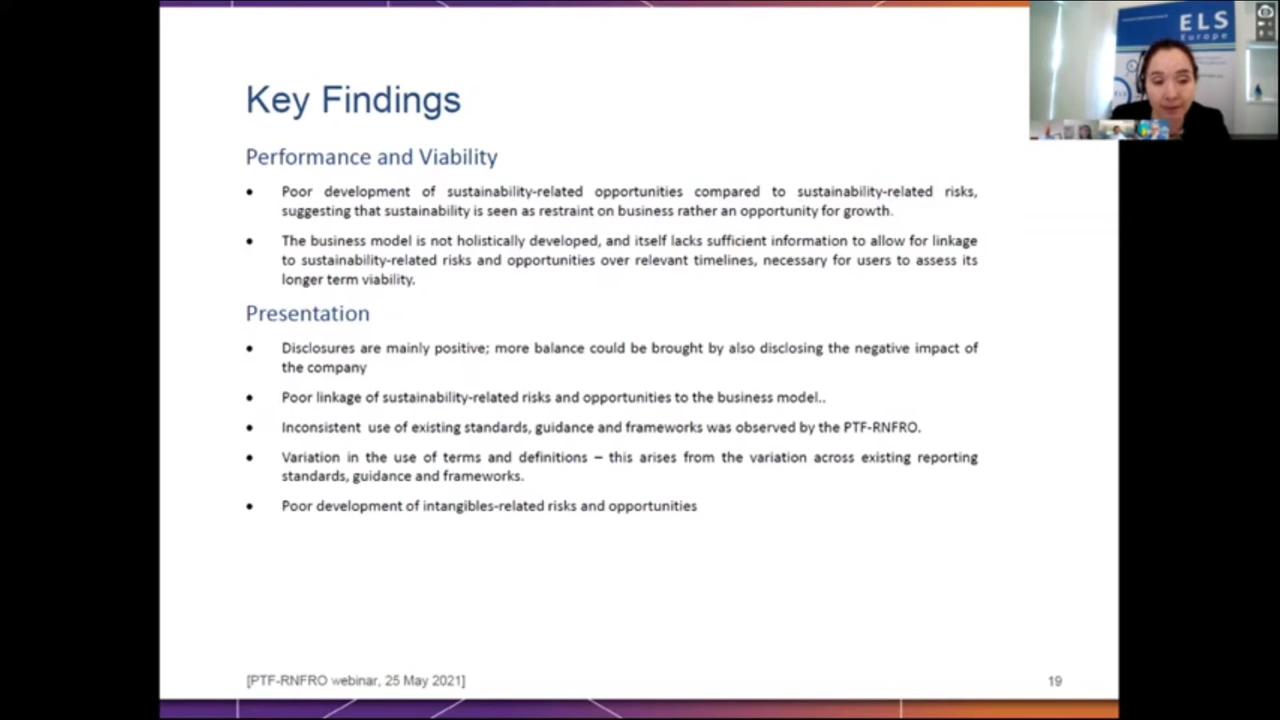 ELS
Europe
Key Findings
Performance and Viability
• Poor development of sustainability-related opportunities compared to sustainability-related risks,
suggesting that sustainability is seen as restraint on business rather an opportunity for growth.
• The business model is not holistically developed, and itself lacks sufficient information to allow for linkage
to sustainability-related risks and opportunities over relevant timelines, necessary for users to assess its
longer term viability.
Presentation
• Disclosures are mainly positive; more balance could be brought by also disclosing the negative impact of
the company
• Poor linkage of sustainability-related risks and opportunities to the business model..
• Inconsistent use of existing standards, guidance and frameworks was observed by the PTF-RNFRO.
• Variation in the use of terms and definitions – this arises from the variation across existing reporting
standards, guidance and frameworks.
• Poor development of intangibles-related risks and opportunities
[PTF-RNFRO webinar, 25 May 2021]
19